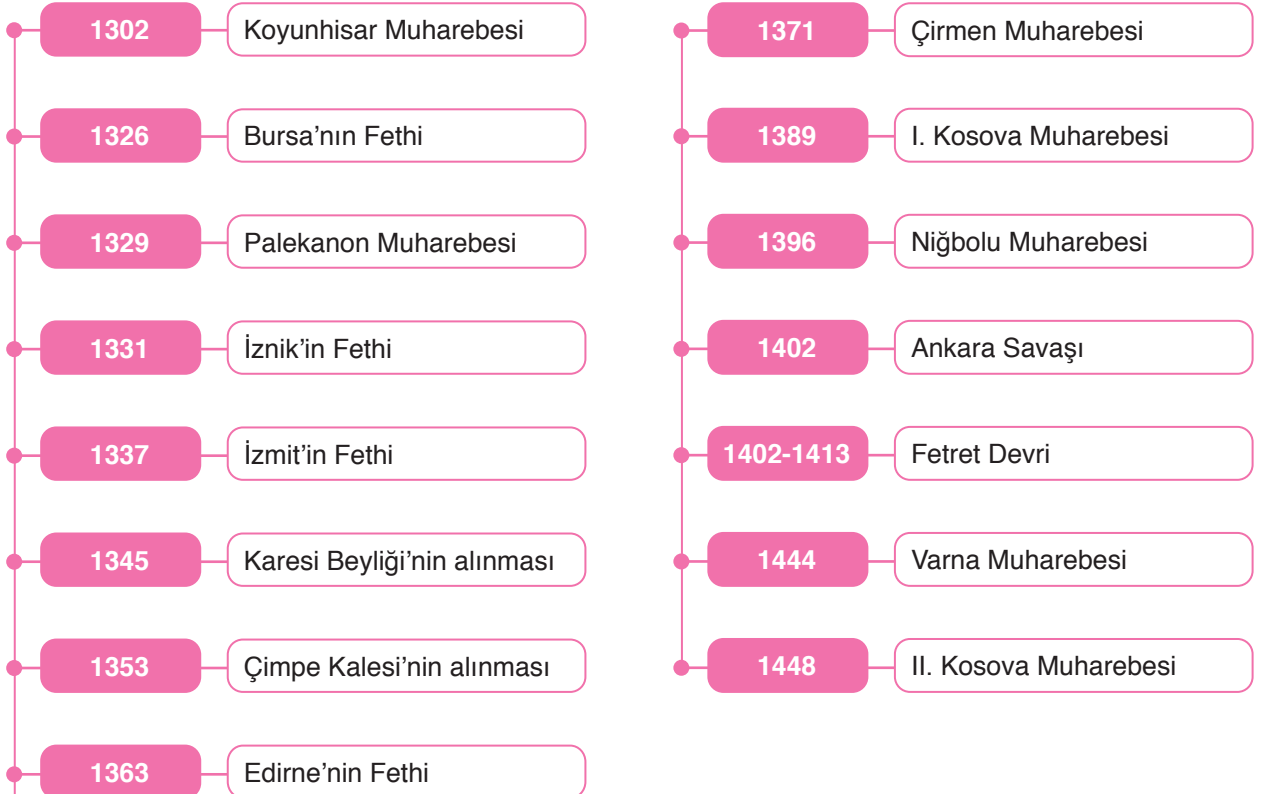 1302 Koyunhisar Muharebesi
1326 Bursa’nın Fethi
1329 Palekanon Muharebesi
1331 İznik’in Fethi
1337 İzmit’in Fethi
1345 Karesi Beyliği’nin alınması
1353 Çimpe Kalesi’nin alınması
1363 Edirne’nin Fethi
1371 Çirmen Muharebesi
1389 I. Kosova Muharebesi
1396 Niğbolu Muharebesi
1402 Ankara Savaşı
1402-1413 Fetret Devri
1444 Varna Muharebesi
1448 II. Kosova Muharebesi